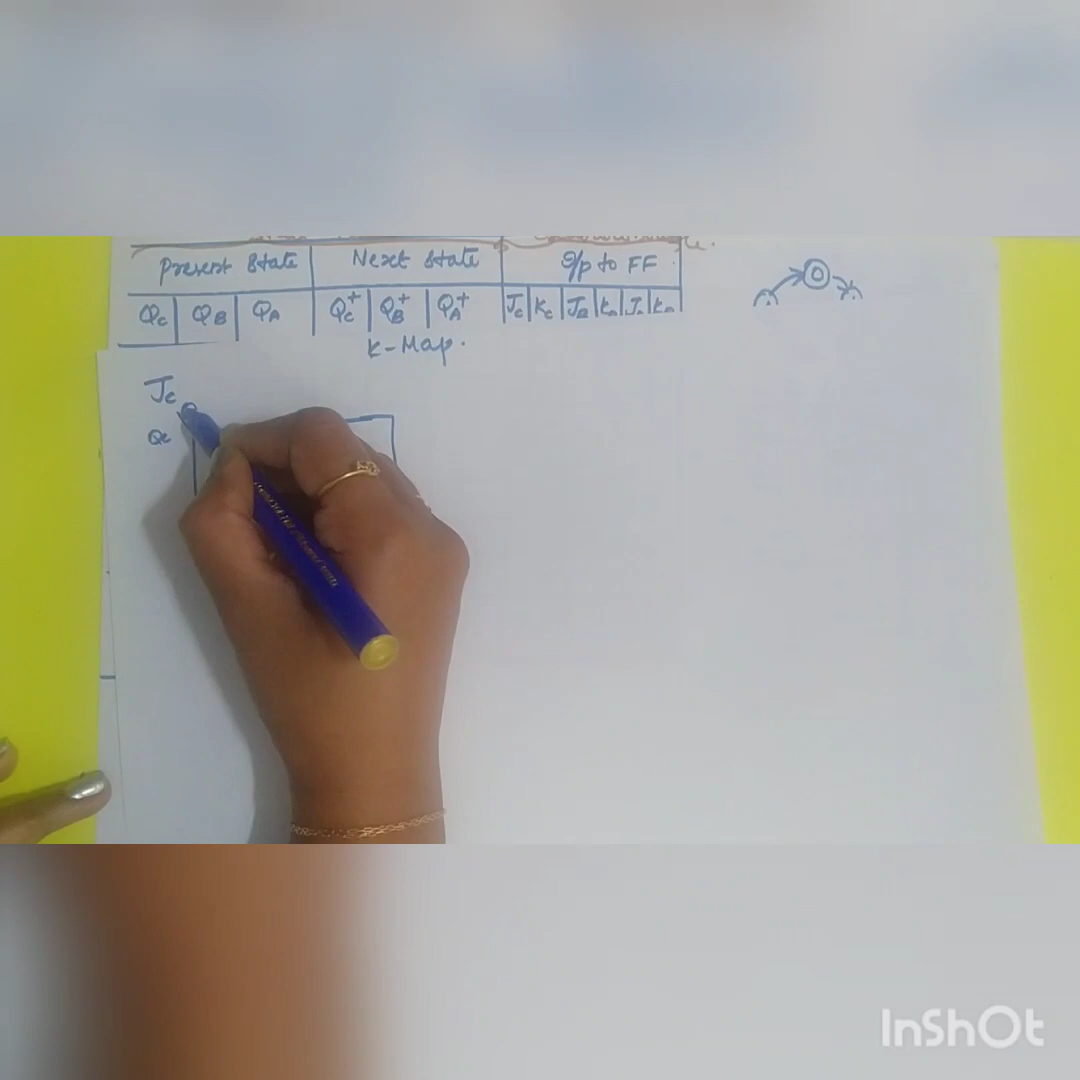 Present State Next State I/p to FF
Qc QB QA Qc+ QB+ QA+ Jc Kc JB KB JA KA
K-Map.
Jc
Qc
InShOt